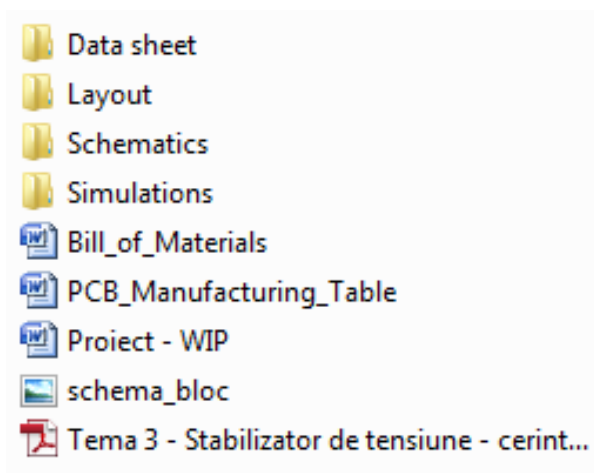 Data sheet
Layout
Schematics
Simulations
Bill_of_Materials
PCB_Manufacturing_Table
Proiect - WIP
schema_bloc
Tema 3 - Stabilizator de tensiune - cerint...